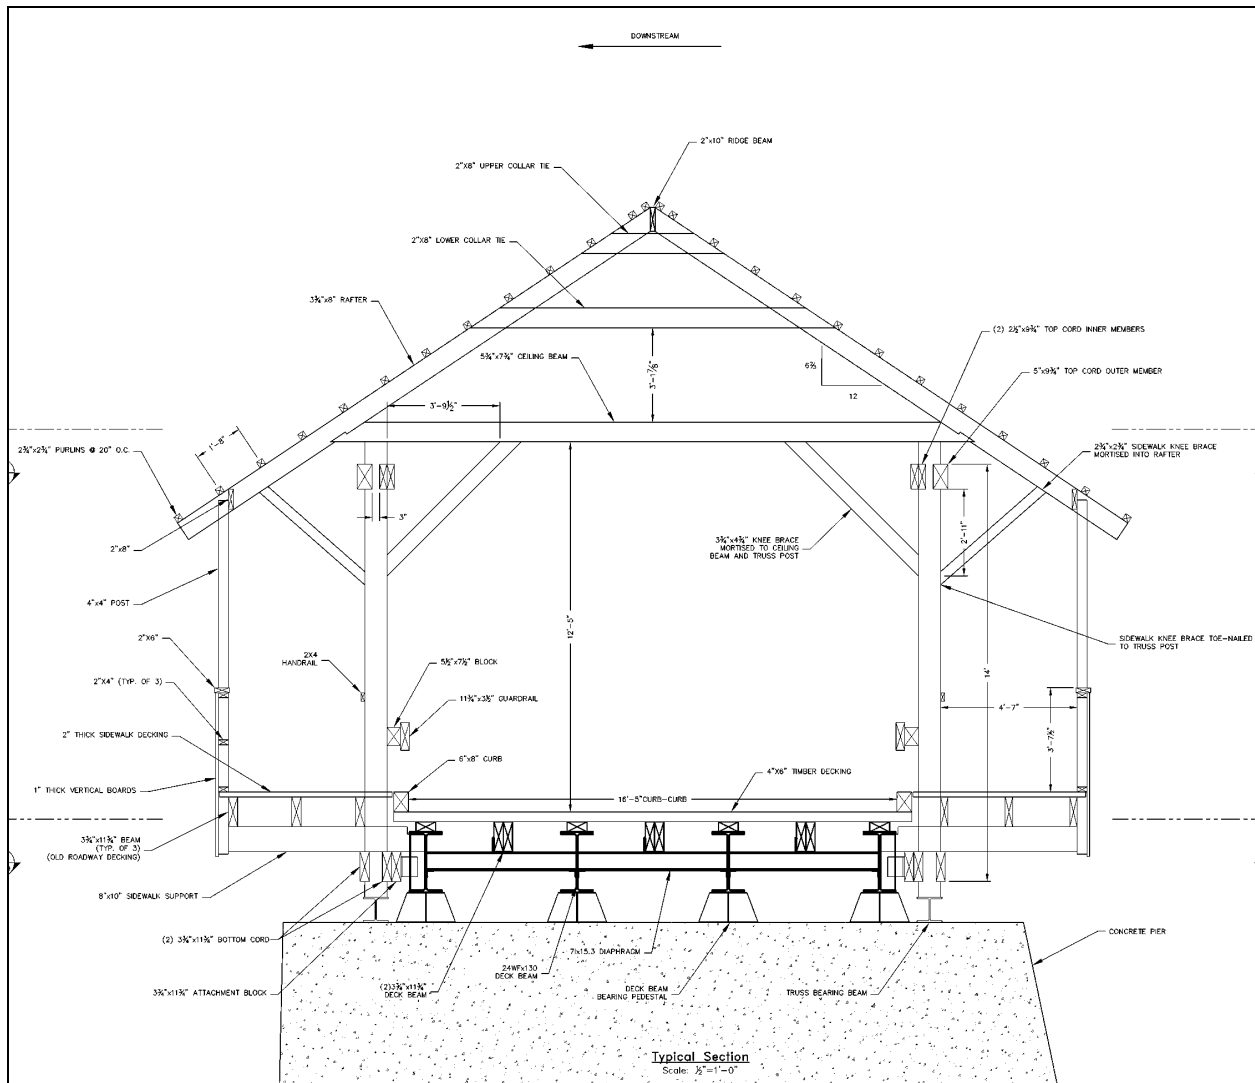 DOWNSTREAM
2"x10" RIDGE BEAM
2"X8" UPPER COLLAR TIE
2"X8" LOWER COLLAR TIE
3¾"x8" RAFTER
(2) 2½"x9¾" TOP CORD INNER MEMBERS
5¾"x7¾" CEILING BEAM
5"x9¾" TOP CORD OUTER MEMBER
3'-1⅞"
6½
12
3'-9½"
1'-8"
2¾"x2¾" PURLINS @ 20" O.C.
2¾"x2¾" SIDEWALK KNEE BRACE
MORTISED INTO RAFTER
3"
2'-11"
3¾"x4¾" KNEE BRACE
MORTISED TO CEILING
BEAM AND TRUSS POST
2"x8"
4"x4" POST
12'-5"
2"X6"
2X4
HANDRAIL
5½"x7½" BLOCK
SIDEWALK KNEE BRACE TOE-NAILED
TO TRUSS POST
14'
2"X4" (TYP. OF 3)
11¾"x3½" GUARDRAIL
4'-7"
2" THICK SIDEWALK DECKING
3'-7½"
6"x8" CURB
4"X6" TIMBER DECKING
1" THICK VERTICAL BOARDS
16'-5"CURB-CURB
3¾"x11¾" BEAM
(TYP. OF 3)
(OLD ROADWAY DECKING)
8"x10" SIDEWALK SUPPORT
(2) 3¾"x11¾" BOTTOM CORD
CONCRETE PIER
7Ix15.3 DIAPHRAGM
24WFx130
DECK BEAM
3¾"x11¾" ATTACHMENT BLOCK
(2)3¾"x11¾"
DECK BEAM
DECK BEAM
BEARING PEDESTAL
TRUSS BEARING BEAM
Typical Section
Scale: ½"=1'-0"